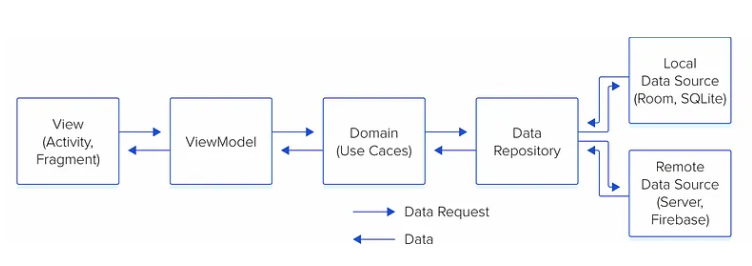 View
(Activity,
Fragment)
ViewModel
Domain
(Use Caces)
Data
Repository
Local
Data Source
(Room, SQLite)
Remote
Data Source
(Server,
Firebase)
Data Request
Data